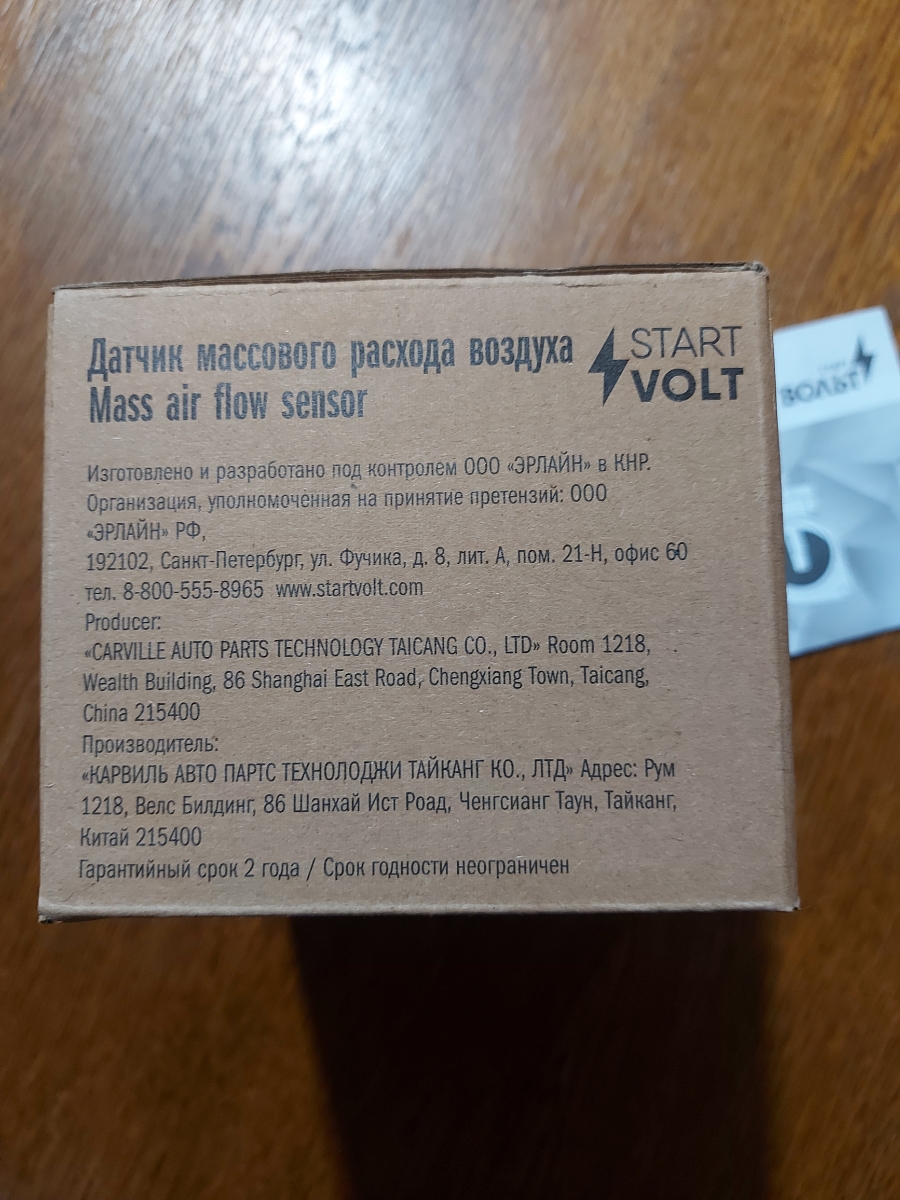 Датчик массового расхода воздуха
Mass air flow sensor
START
VOLT
Изготовлено и разработано под контролем ООО «ЭРЛАЙН» в КНР.
Организация, уполномоченная на принятие претензий: ООО
«ЭРЛАЙН» РФ,
192102, Санкт-Петербург, ул. Фучика, д. 8, лит. А, пом. 21-Н, офис 60
тел. 8-800-555-8965 www.startvolt.com
Producer:
«CARVILLE AUTO PARTS TECHNOLOGY TAICANG CO., LTD» Room 1218,
Wealth Building, 86 Shanghai East Road, Chengxiang Town, Taicang,
China 215400
Производитель:
«КАРВИЛЬ АВТО ПАРТС ТЕХНОЛОДЖИ ТАЙКАНГ КО., ЛТД» Адрес: Рум
1218, Велс Билдинг, 86 Шанхай Ист Роад, Ченгсианг Таун, Тайканг,
Китай 215400
Гарантийный срок 2 года / Срок годности неограничен
ВОЛЬТ